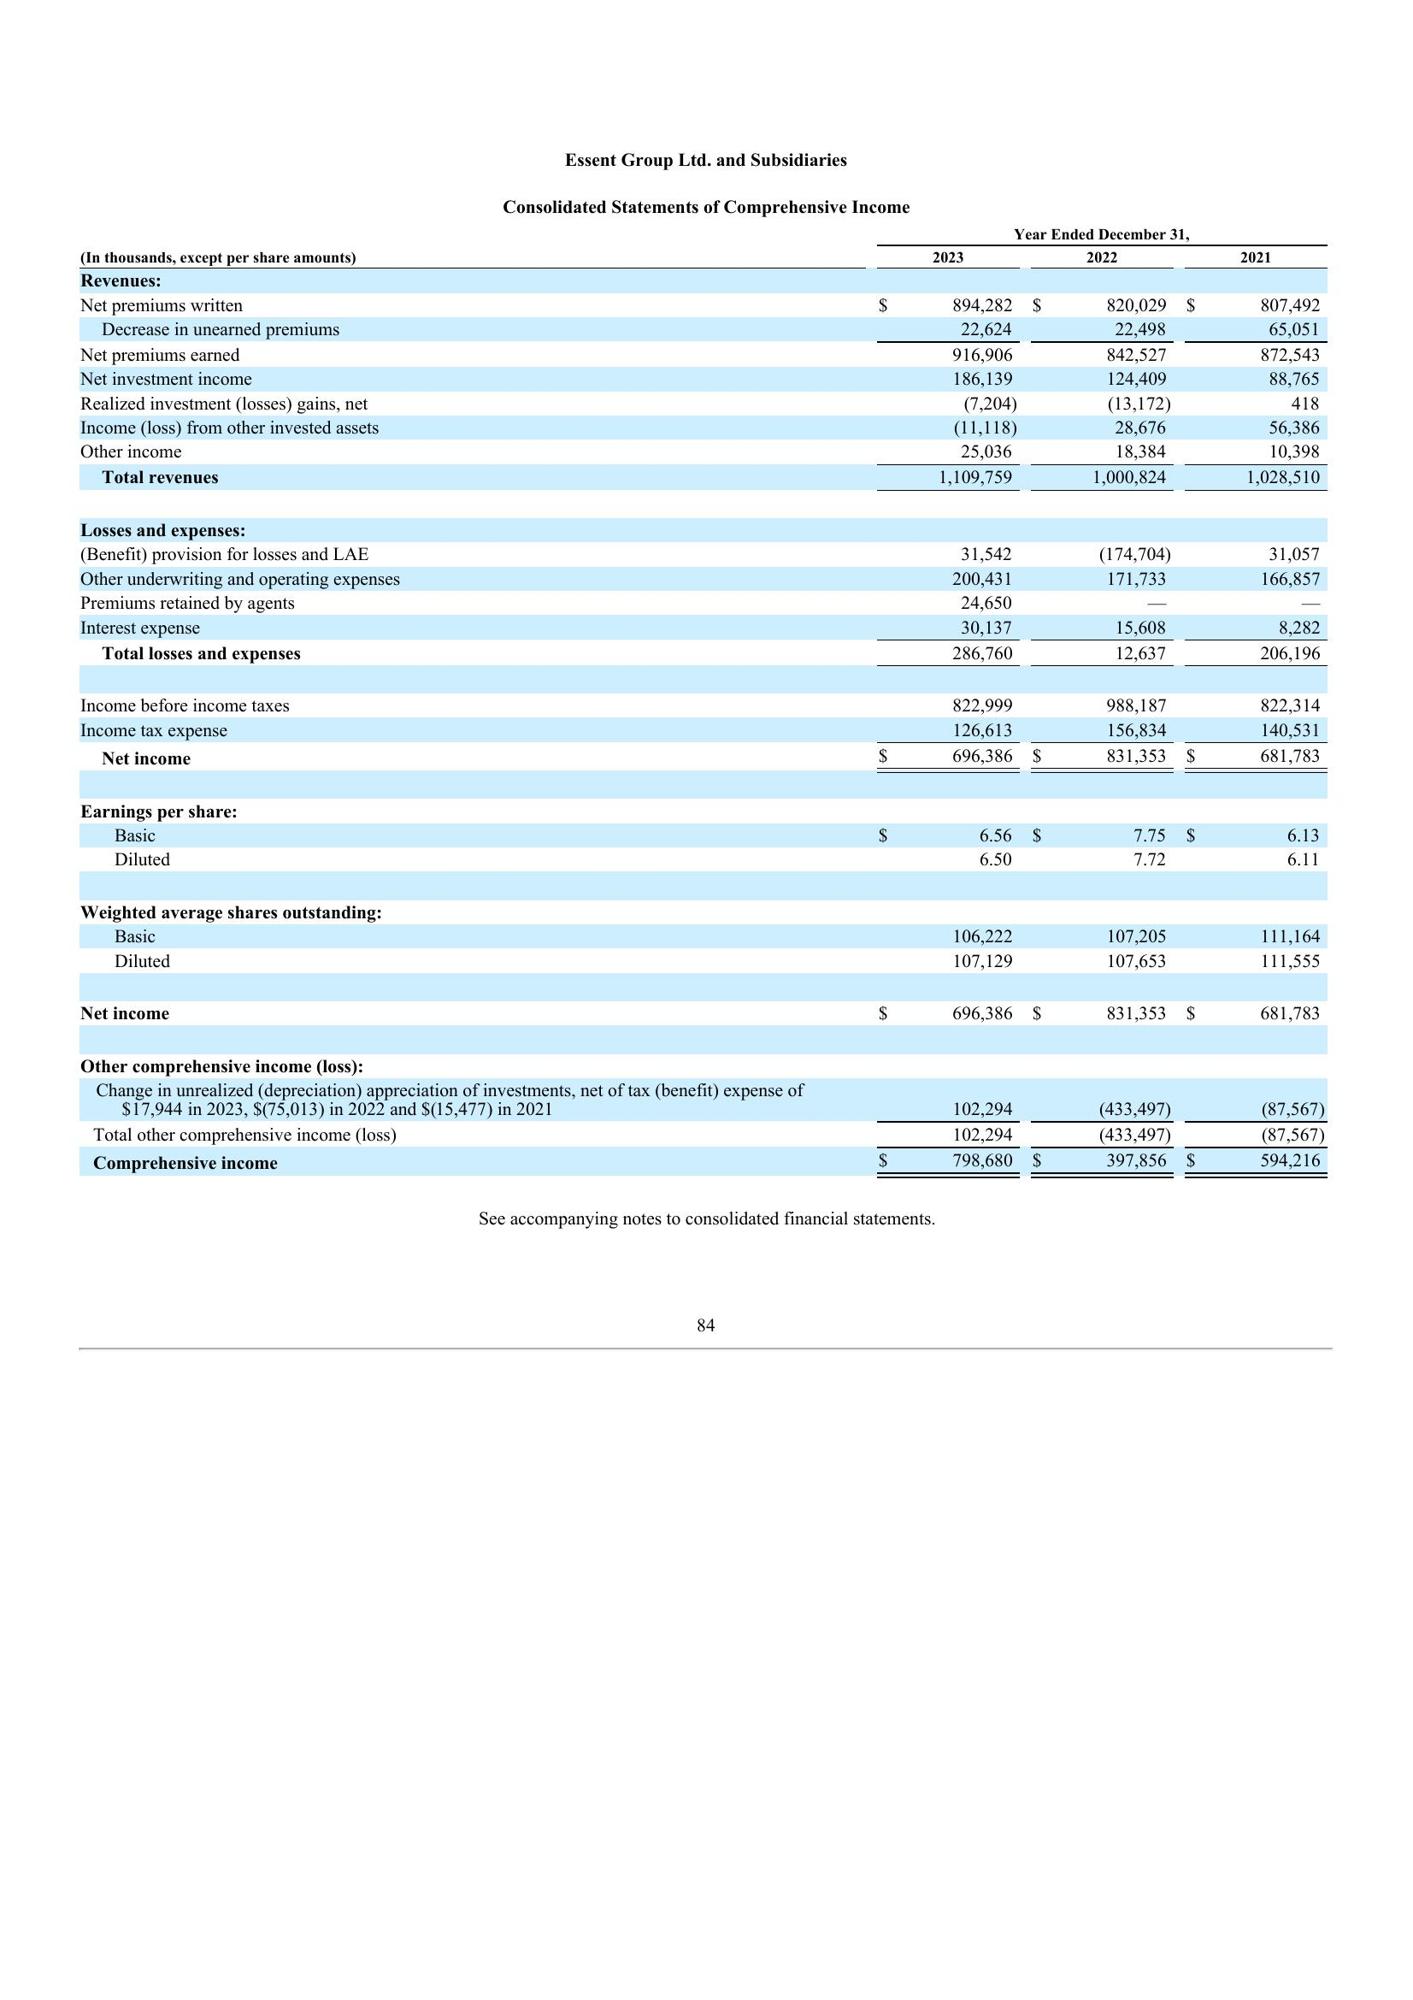 Essent Group Ltd. and Subsidiaries
Consolidated Statements of Comprehensive Income
Year Ended December 31,
(In thousands, except per share amounts) 2023 2022 2021
Revenues:
Net premiums written $ 894,282 $ 820,029 $ 807,492
Decrease in unearned premiums 22,624 22,498 65,051
Net premiums earned 916,906 842,527 872,543
Net investment income 186,139 124,409 88,765
Realized investment (losses) gains, net (7,204) (13,172) 418
Income (loss) from other invested assets (11,118) 28,676 56,386
Other income 25,036 18,384 10,398
Total revenues 1,109,759 1,000,824 1,028,510
Losses and expenses:
(Benefit) provision for losses and LAE 31,542 (174,704) 31,057
Other underwriting and operating expenses 200,431 171,733 166,857
Premiums retained by agents 24,650 — —
Interest expense 30,137 15,608 8,282
Total losses and expenses 286,760 12,637 206,196
Income before income taxes 822,999 988,187 822,314
Income tax expense 126,613 156,834 140,531
Net income $ 696,386 $ 831,353 $ 681,783
Earnings per share:
Basic $ 6.56 $ 7.75 $ 6.13
Diluted 6.50 7.72 6.11
Weighted average shares outstanding:
Basic 106,222 107,205 111,164
Diluted 107,129 107,653 111,555
Net income $ 696,386 $ 831,353 $ 681,783
Other comprehensive income (loss):
Change in unrealized (depreciation) appreciation of investments, net of tax (benefit) expense of
$17,944 in 2023, $(75,013) in 2022 and $(15,477) in 2021 102,294 (433,497) (87,567)
Total other comprehensive income (loss) 102,294 (433,497) (87,567)
Comprehensive income $ 798,680 $ 397,856 $ 594,216
See accompanying notes to consolidated financial statements.
84